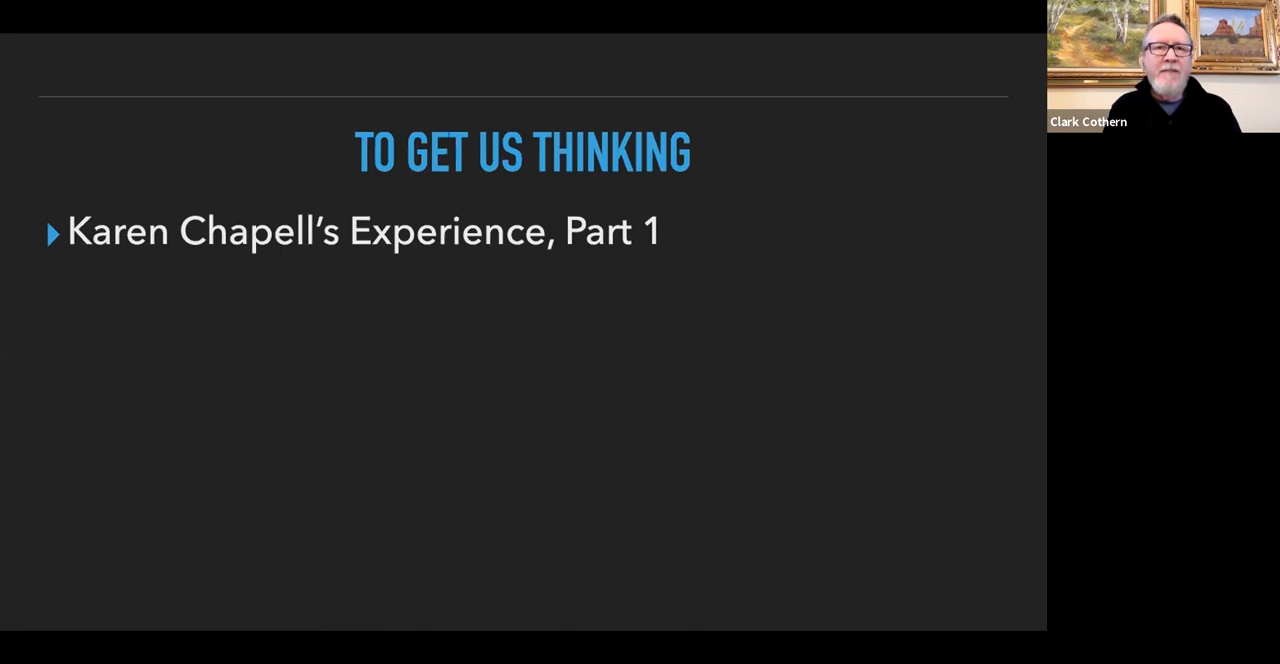 TO GET US THINKING
Karen Chapell’s Experience, Part 1
Clark Cothern